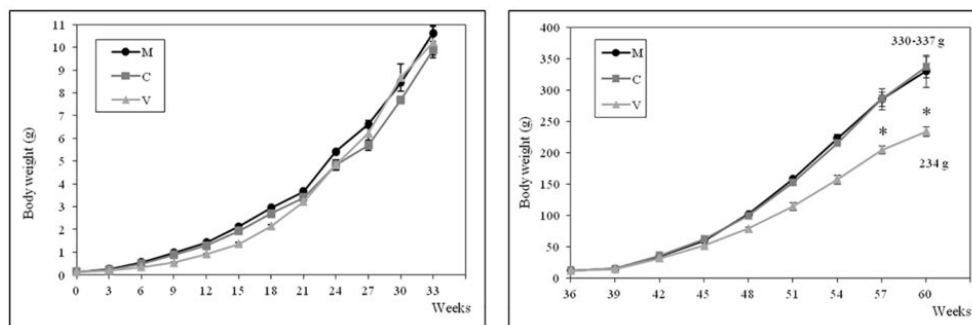 11
10
9
8
7
6
5
4
3
2
1
0
Body weight (g)
M
C
V
0 3 6 9 12 15 18 21 24 27 30 33
Weeks
400
350
300
250
200
150
100
50
0
Body weight (g)
M
C
V
330-337 g
*
*
234 g
36 39 42 45 48 51 54 57 60
Weeks